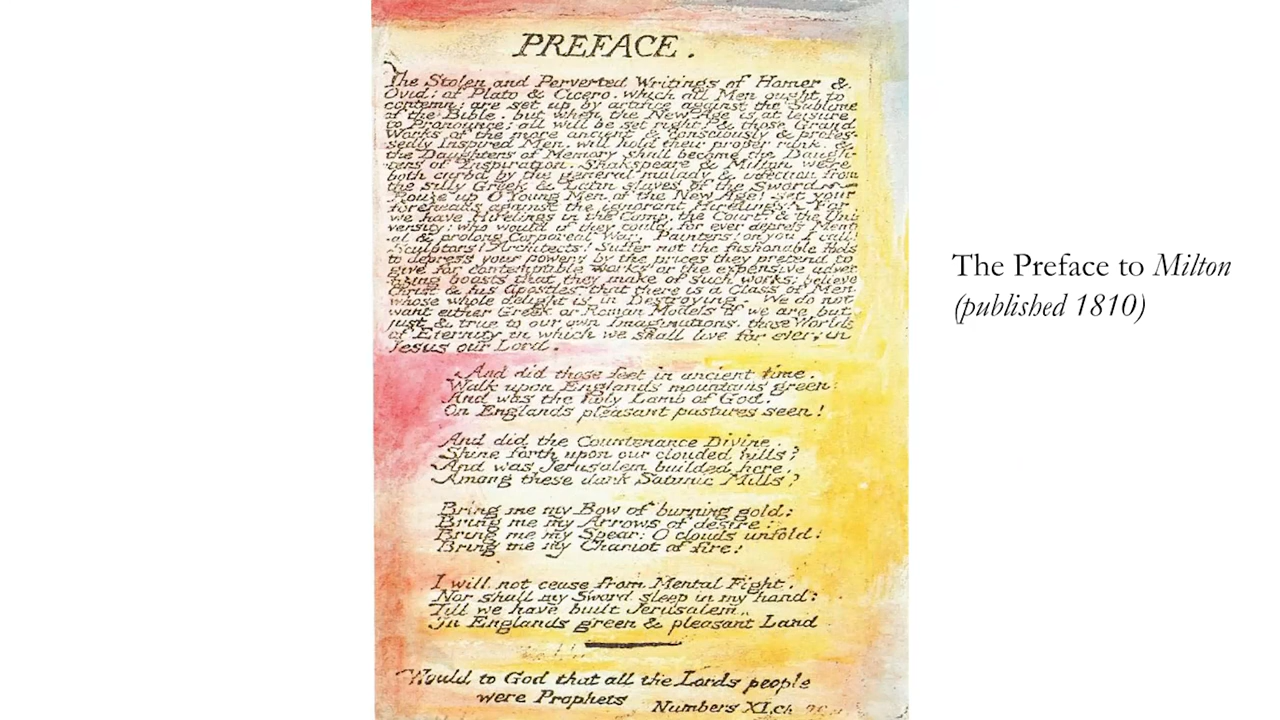 PREFACE.
The Stolen and Perverted Writings of Homer &
Ovid: of Plato & Cicero. which all Men ought to
contemn: are set up by artifice against the Sublime
of the Bible. but when the New Age is at leisure
to Pronounce; all will be set right: & those Grand
Works of the more ancient & consciously & profes-
sedly Inspired Men, will hold their proper rank. &
the Daughters of Memory shall become the Daugh-
ters of Inspiration. Shakspeare & Milton were
both curbd by the general malady & infection from
the silly Greek & Latin slaves of the Sword.
Rouze up O Young Men of the New Age! set your
foreheads against the ignorant Hirelings! For
we have Hirelings in the Camp, the Court, & the Uni
versity: who would if they could, for ever depress Ment
al & prolong Corporeal War. Painters! on you I call!
Sculptors! Architects! Suffer not the fashonable Fools
to depress your powers by the prices they pretend to
give for contemptible works or the expensive adver
tizing boasts that they make of such works; believe
Christ & his Apostles that there is a Class of Men
whose whole delight is in Destroying. We do not
want either Greek or Roman Models if we are but
just & true to our own Imaginations, those Worlds
of Eternity in which we shall live for ever; in
Jesus our Lord.
And did those feet in ancient time.
Walk upon Englands mountains green:
And was the holy Lamb of God.
On Englands pleasant pastures seen!
And did the Countenance Divine.
Shine forth upon our clouded hills?
And was Jerusalem builded here,
Among these dark Satanic Mills?
Bring me my Bow of burning gold:
Bring me my Arrows of desire:
Bring me my Spear: O clouds unfold:
Bring me my Chariot of fire!
I will not cease from Mental Fight.
Nor shall my Sword sleep in my hand:
Till we have built Jerusalem..
In Englands green & pleasant Land
Would to God that all the Lords people
were Prophets Numbers XI.ch
The Preface to Milton
(published 1810)